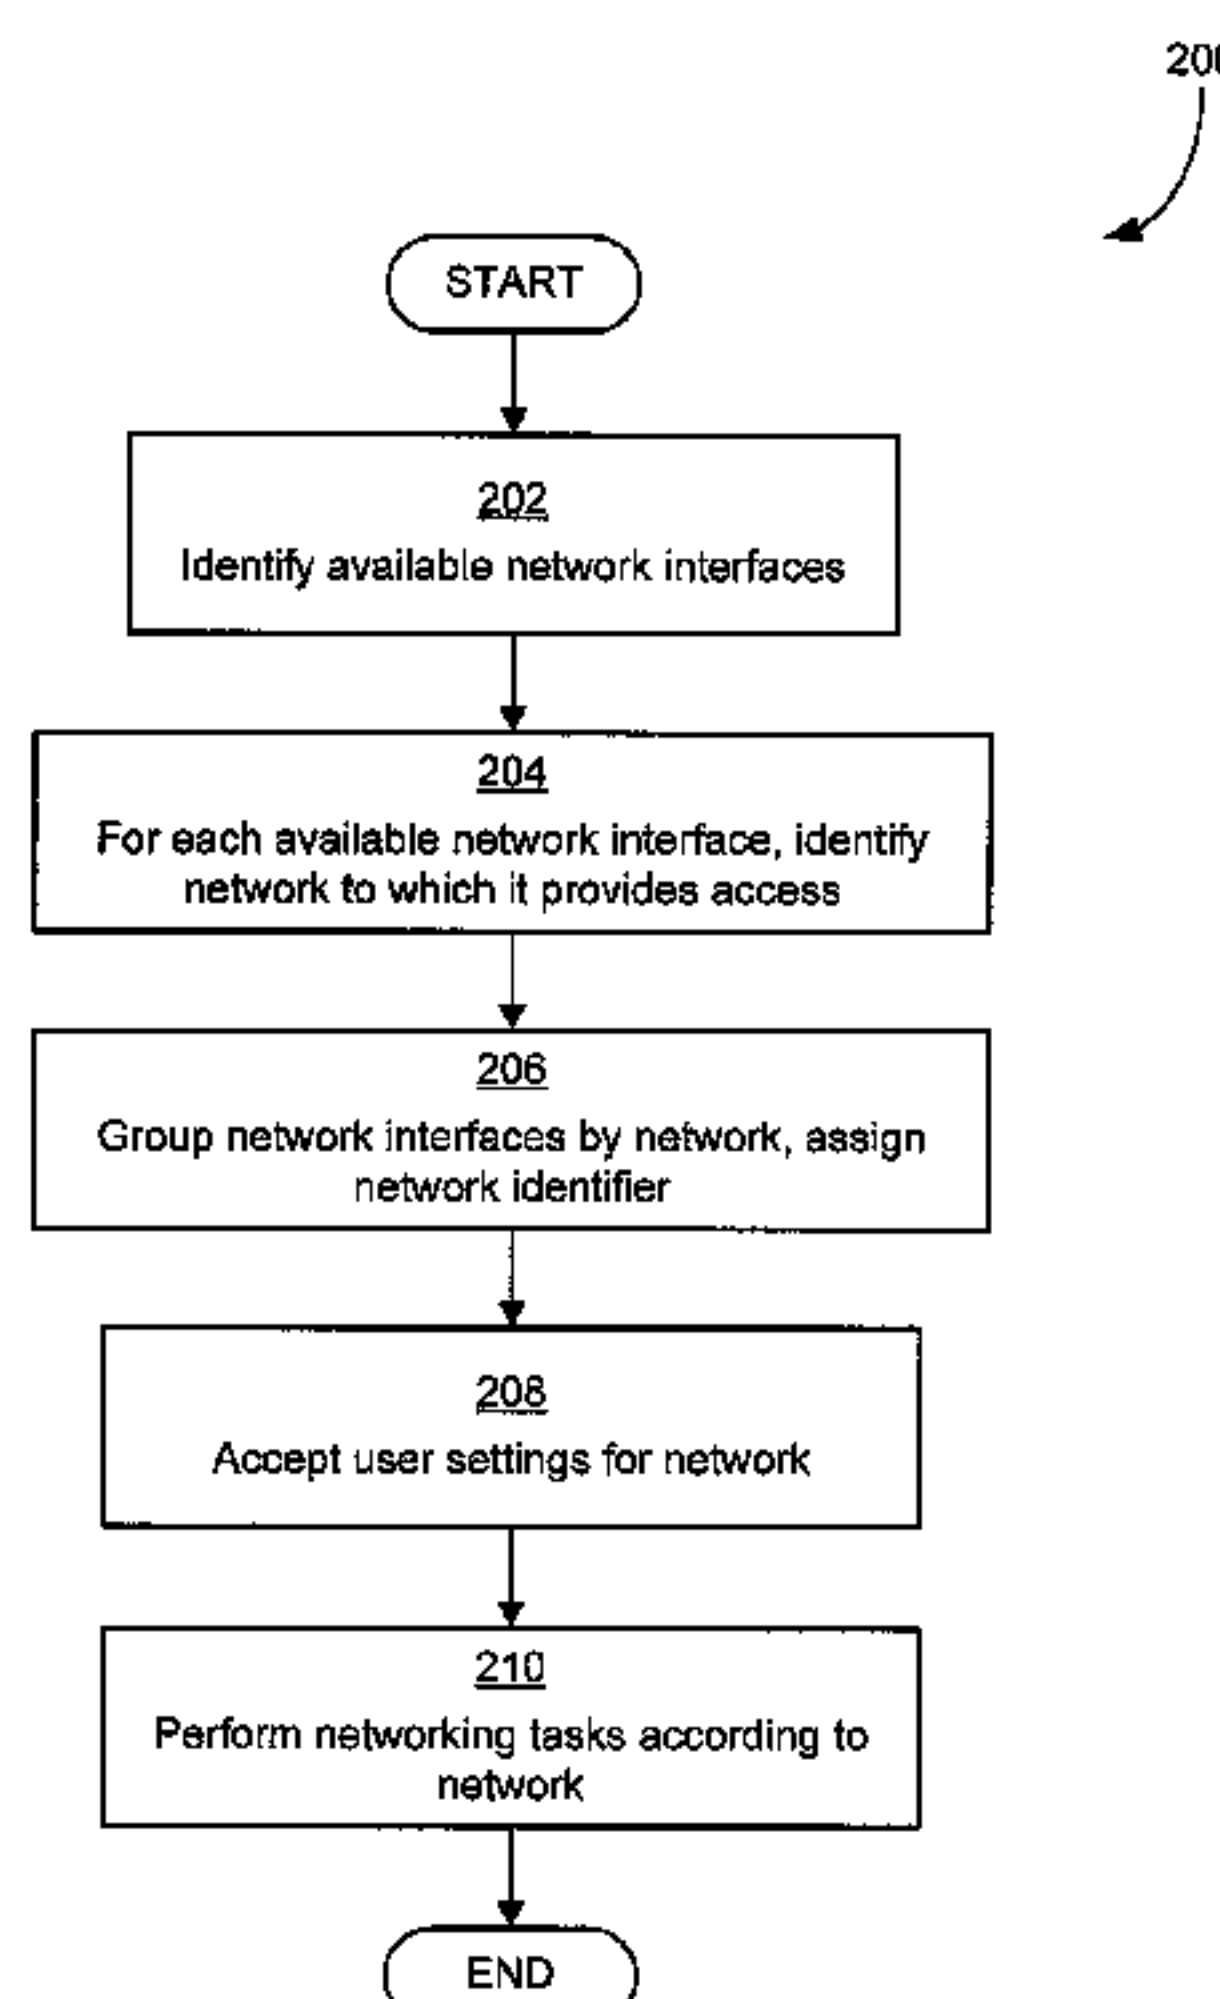 START
202
Identify available network interfaces
204
For each available network interface, identify
network to which it provides access
206
Group network interfaces by network, assign
network identifier
208
Accept user settings for network
210
Perform networking tasks according to
network
END